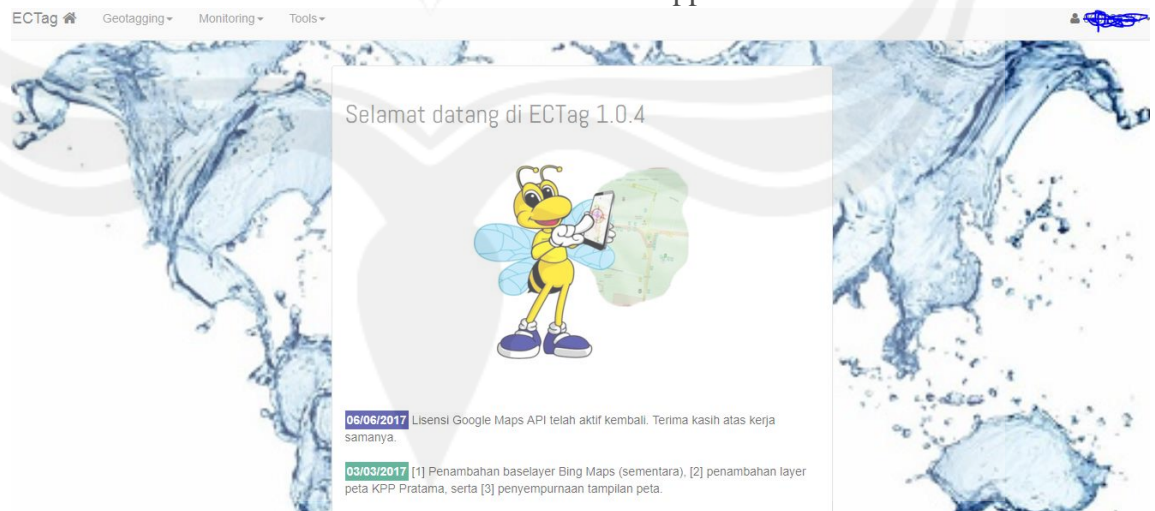 ECTag Geotagging Monitoring Tools
Selamat datang di ECTag 1.0.4
06/06/2017 Lisensi Google Maps API telah aktif kembali. Terima kasih atas kerja
samanya.
03/03/2017 [1] Penambahan baselayer Bing Maps (sementara), [2] penambahan layer
peta KPP Pratama, serta [3] penyempurnaan tampilan peta.